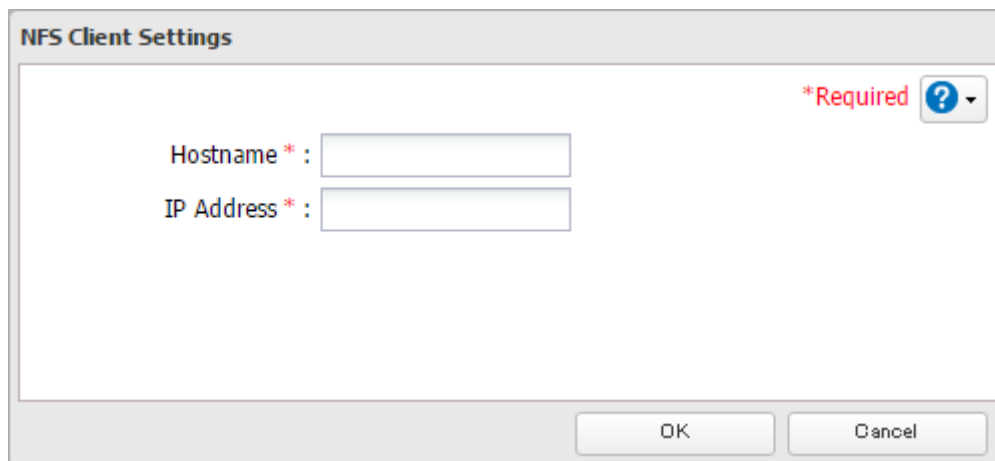 NFS Client Settings
*Required ?
Hostname * :
IP Address * :
OK Cancel